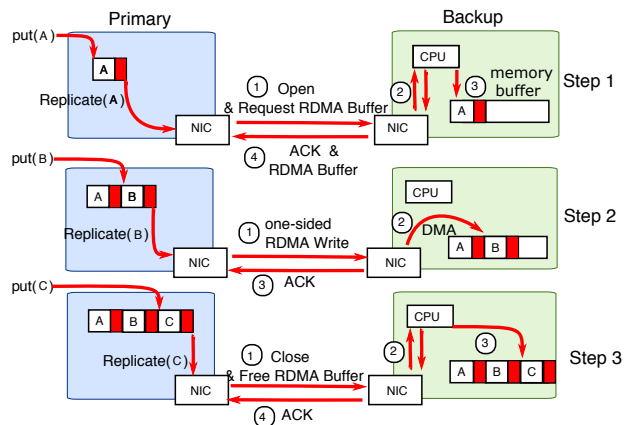 Primary
Backup
put(A)
A
Replicate(A)
NIC
1 Open
& Request RDMA Buffer
4 ACK &
RDMA Buffer
NIC
CPU
2
3 memory
buffer
A
Step 1
put(B)
A B
Replicate(B)
NIC
1 one-sided
RDMA Write
3 ACK
NIC
CPU
2
DMA
A B
Step 2
put(C)
A B C
Replicate(C)
NIC
1 Close
& Free RDMA Buffer
4 ACK
NIC
CPU
2
3
A B C
Step 3